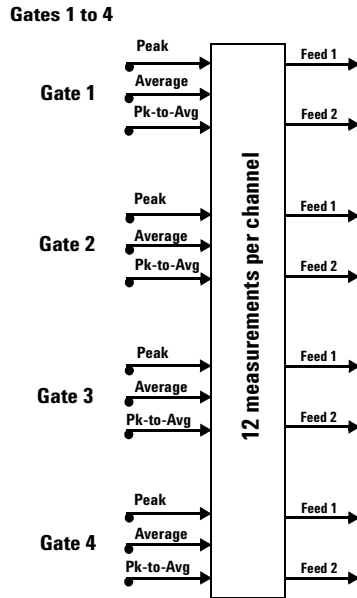 Gates 1 to 4
Peak
Feed 1
Gate 1
Average
Pk-to-Avg
Feed 2
Peak
Feed 1
Gate 2
Average
Pk-to-Avg
Feed 2
12 measurements per channel
Peak
Feed 1
Gate 3
Average
Pk-to-Avg
Feed 2
Peak
Feed 1
Gate 4
Average
Pk-to-Avg
Feed 2